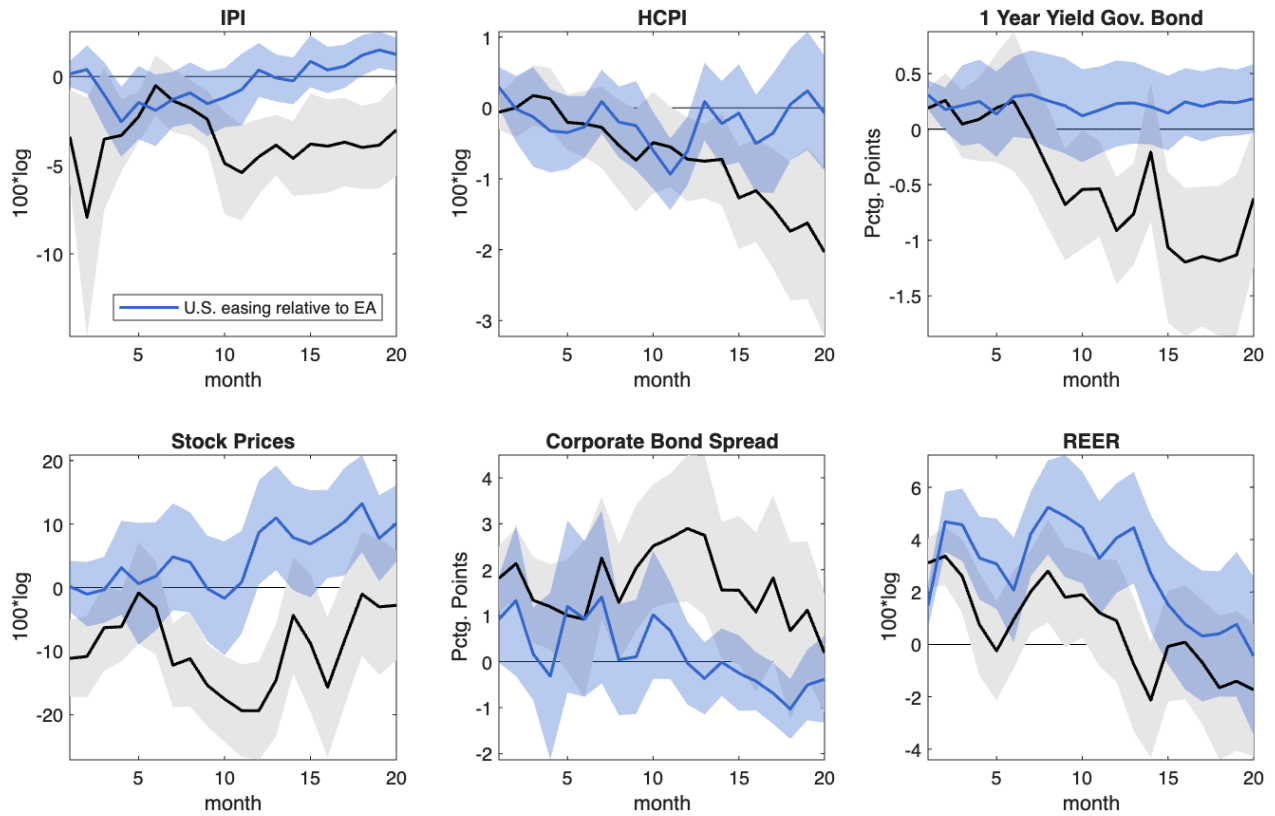 IPI
0
-5
-10
100*log
U.S. easing relative to EA
5 10 15 20
month
HCPI
1
0
-1
-2
-3
100*log
5 10 15 20
month
1 Year Yield Gov. Bond
0.5
0
-0.5
-1
-1.5
Pctg. Points
5 10 15 20
month
Stock Prices
20
10
0
-10
-20
100*log
5 10 15 20
month
Corporate Bond Spread
4
3
2
1
0
-1
-2
Pctg. Points
5 10 15 20
month
REER
6
4
2
0
-2
-4
100*log
5 10 15 20
month